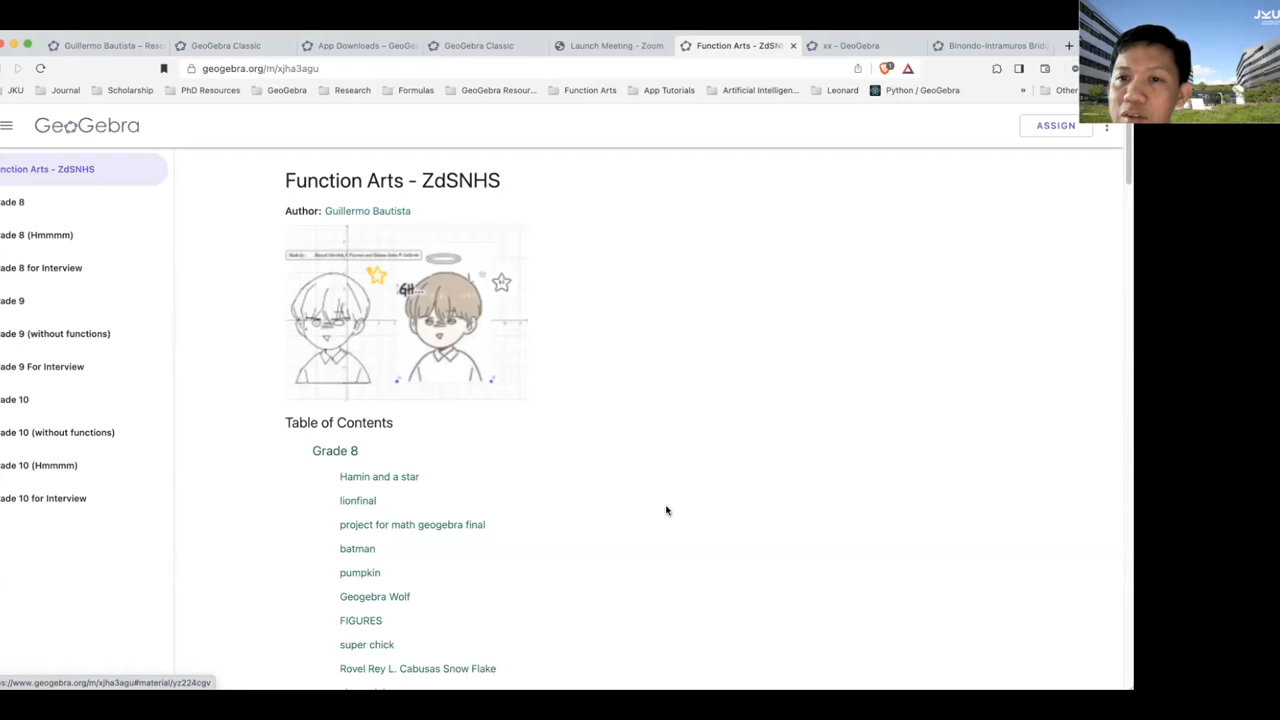 Guillermo Bautista – Reso
GeoGebra Classic
App Downloads – GeoGe
GeoGebra Classic
Launch Meeting - Zoom
Function Arts - ZdSN
xx - GeoGebra
Binondo-Intramuros Brid
JKU
geogebra.org/m/xjha3agu
1
JKU
Journal
Scholarship
PhD Resources
GeoGebra
Research
Formulas
GeoGebra Resour...
Function Arts
App Tutorials
Artificial Intelligen...
Leonard
Python / GeoGebra
»
Other
GeoGebra
ASSIGN
nction Arts - ZdSNHS
ade 8
ade 8 (Hmmmm)
ade 8 for Interview
ade 9
ade 9 (without functions)
ade 9 For Interview
ade 10
ade 10 (without functions)
ade 10 (Hmmmm)
ade 10 for Interview
Function Arts - ZdSNHS
Author: Guillermo Bautista
GH...
Table of Contents
Grade 8
Hamin and a star
lionfinal
project for math geogebra final
batman
pumpkin
Geogebra Wolf
FIGURES
super chick
Rovel Rey L. Cabusas Snow Flake
s://www.geogebra.org/m/xjha3agu#material/yz224cgv